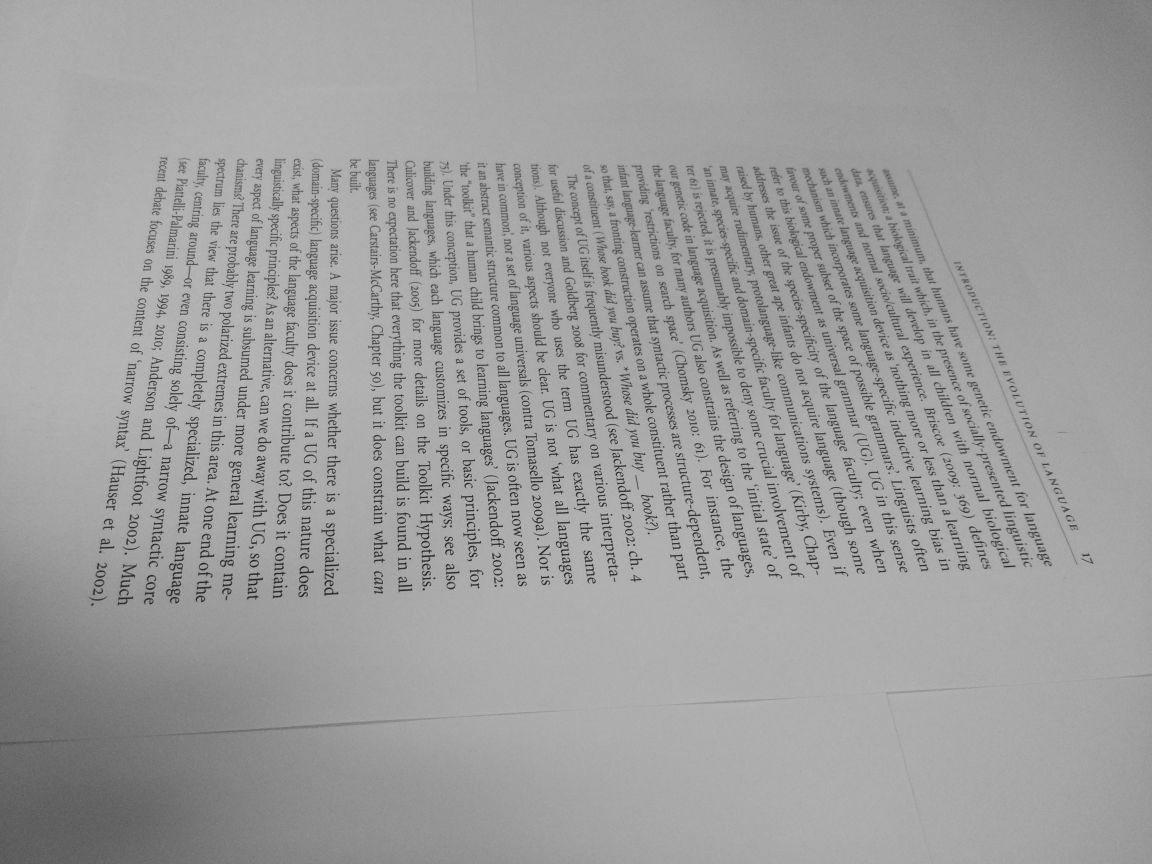 INTRODUCTION: THE EVOLUTION OF LANGUAGE 17
assume, at a minimum, that humans have some genetic endowment for language
acquisition: a biological trait which, in the presence of socially-presented linguistic
data, ensures that language will develop in all children with normal biological
endowments and normal socio/cultural experience. Briscoe (2009: 369) defines
such an innate language acquisition device as 'nothing more or less than a learning
mechanism which incorporates some language-specific inductive learning bias in
favour of some proper subset of the space of possible grammars'. Linguists often
refer to this biological endowment as universal grammar (UG). UG in this sense
addresses the issue of the species-specificity of the language faculty; even when
raised by humans, other great ape infants do not acquire language (though some
may acquire rudimentary, protolanguage-like communications systems). Even if
'an innate, species-specific and domain-specific faculty for language' (Kirby, Chap-
ter 61) is rejected, it is presumably impossible to deny some crucial involvement of
our genetic code in language acquisition. As well as referring to the 'initial state' of
the language faculty, for many authors UG also constrains the design of languages,
providing 'restrictions on search space' (Chomsky 2010: 61). For instance, the
infant language-learner can assume that syntactic processes are structure-dependent,
so that, say, a fronting construction operates on a whole constituent rather than part
of a constituent (Whose book did you buy? vs. *Whose did you buy — book?).
The concept of UG itself is frequently misunderstood (see Jackendoff 2002: ch. 4
for useful discussion and Goldberg 2008 for commentary on various interpreta-
tions). Although not everyone who uses the term UG has exactly the same
conception of it, various aspects should be clear. UG is not 'what all languages
have in common', nor a set of language universals (contra Tomasello 2009a). Nor is
it an abstract semantic structure common to all languages. UG is often now seen as
'the "toolkit" that a human child brings to learning languages' (Jackendoff 2002:
75). Under this conception, UG provides a set of tools, or basic principles, for
building languages, which each language customizes in specific ways; see also
Culicover and Jackendoff (2005) for more details on the Toolkit Hypothesis.
There is no expectation here that everything the toolkit can build is found in all
languages (see Carstairs-McCarthy, Chapter 50), but it does constrain what can
be built.
Many questions arise. A major issue concerns whether there is a specialized
(domain-specific) language acquisition device at all. If a UG of this nature does
exist, what aspects of the language faculty does it contribute to? Does it contain
linguistically specific principles? As an alternative, can we do away with UG, so that
every aspect of language learning is subsumed under more general learning me-
chanisms? There are probably two polarized extremes in this area. At one end of the
spectrum lies the view that there is a completely specialized, innate language
faculty, centring around—or even consisting solely of—a narrow syntactic core
(see Piattelli-Palmarini 1989, 1994, 2010; Anderson and Lightfoot 2002). Much
recent debate focuses on the content of 'narrow syntax' (Hauser et al. 2002).